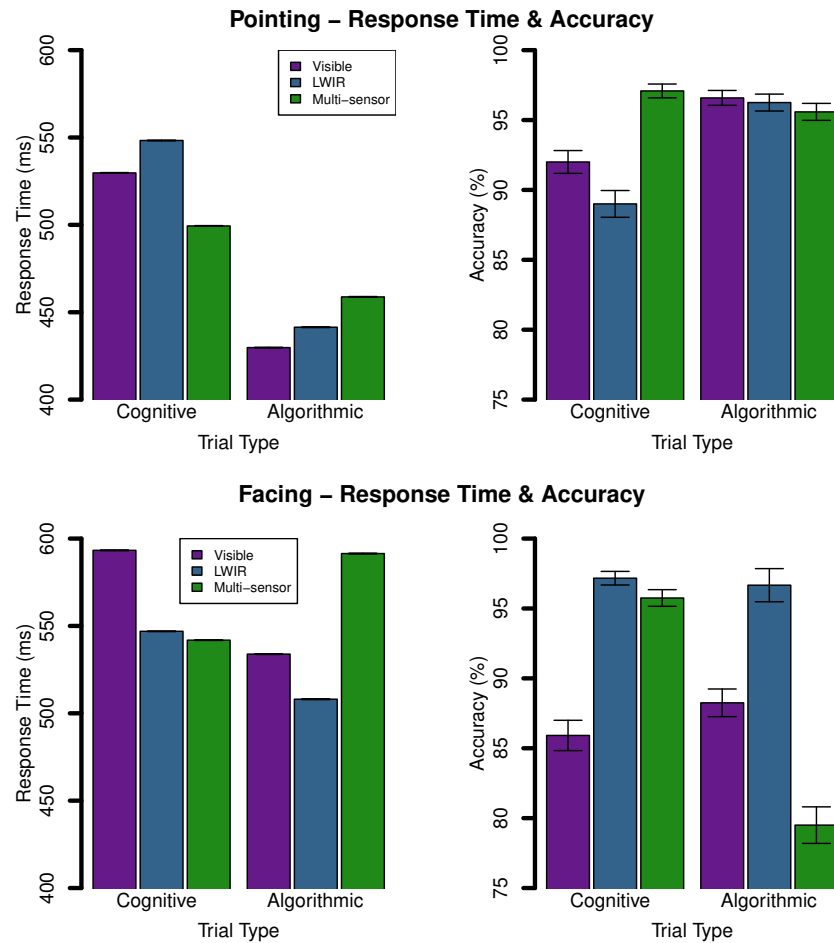 Pointing − Response Time & Accuracy
Response Time (ms)
400
450
500
550
600
Visible
LWIR
Multi−sensor
Cognitive
Algorithmic
Trial Type
Accuracy (%)
75
80
85
90
95
100
Cognitive
Algorithmic
Trial Type
Facing − Response Time & Accuracy
Response Time (ms)
400
450
500
550
600
Visible
LWIR
Multi−sensor
Cognitive
Algorithmic
Trial Type
Accuracy (%)
75
80
85
90
95
100
Cognitive
Algorithmic
Trial Type